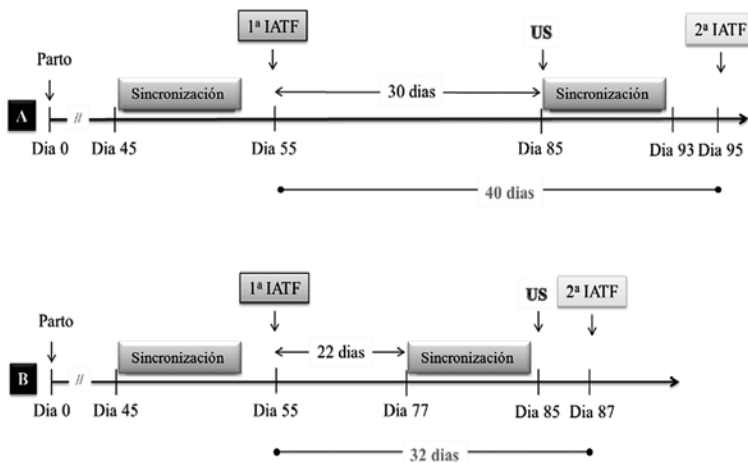 1ª IATF
US
2ª IATF
Parto
Sincronización
30 dias
Sincronización
A
//
Dia 0
Dia 45
Dia 55
Dia 85
Dia 93
Dia 95
40 dias
1ª IATF
US
2ª IATF
Parto
Sincronización
22 dias
Sincronización
B
//
Dia 0
Dia 45
Dia 55
Dia 77
Dia 85
Dia 87
32 dias